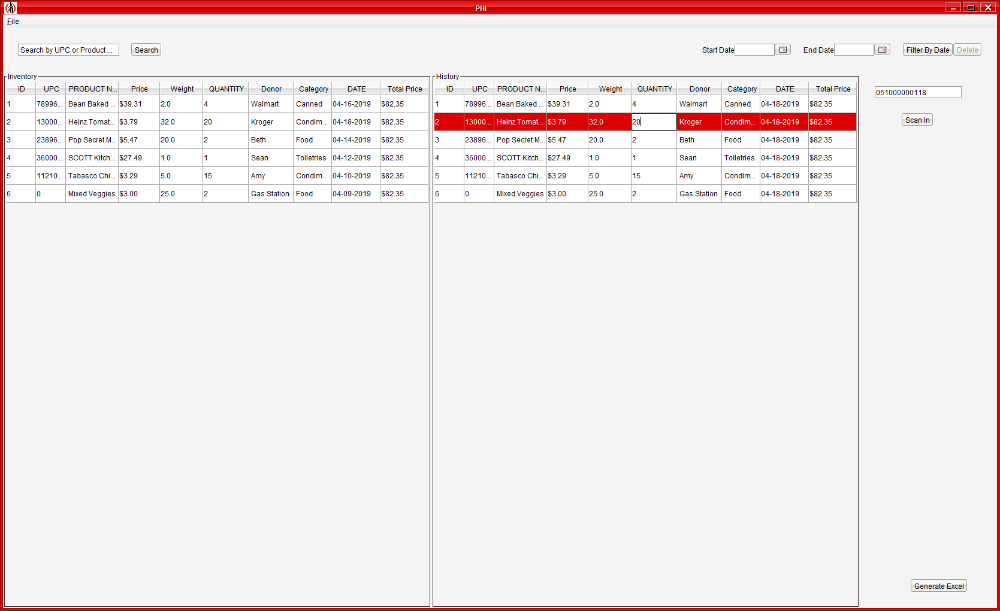 PHI
File
Search by UPC or Product ... Search Start Date End Date Filter By Date Delete
Inventory
ID UPC PRODUCT N... Price Weight QUANTITY Donor Category DATE Total Price
1 78996... Bean Baked ... $39.31 2.0 4 Walmart Canned 04-16-2019 $82.35
2 13000... Heinz Tomat... $3.79 32.0 20 Kroger Condim... 04-18-2019 $82.35
3 23896... Pop Secret M... $5.47 20.0 2 Beth Food 04-14-2019 $82.35
4 36000... SCOTT Kitch... $27.49 1.0 1 Sean Toiletries 04-12-2019 $82.35
5 11210... Tabasco Chi... $3.29 5.0 15 Amy Condim... 04-10-2019 $82.35
6 0 Mixed Veggies $3.00 25.0 2 Gas Station Food 04-09-2019 $82.35
History
ID UPC PRODUCT N... Price Weight QUANTITY Donor Category DATE Total Price
1 78996... Bean Baked ... $39.31 2.0 4 Walmart Canned 04-18-2019 $82.35
2 13000... Heinz Tomat... $3.79 32.0 20 Kroger Condim... 04-18-2019 $82.35
3 23896... Pop Secret M... $5.47 20.0 2 Beth Food 04-18-2019 $82.35
4 36000... SCOTT Kitch... $27.49 1.0 1 Sean Toiletries 04-18-2019 $82.35
5 11210... Tabasco Chi... $3.29 5.0 15 Amy Condim... 04-18-2019 $82.35
6 0 Mixed Veggies $3.00 25.0 2 Gas Station Food 04-18-2019 $82.35
051000000118
Scan In
Generate Excel